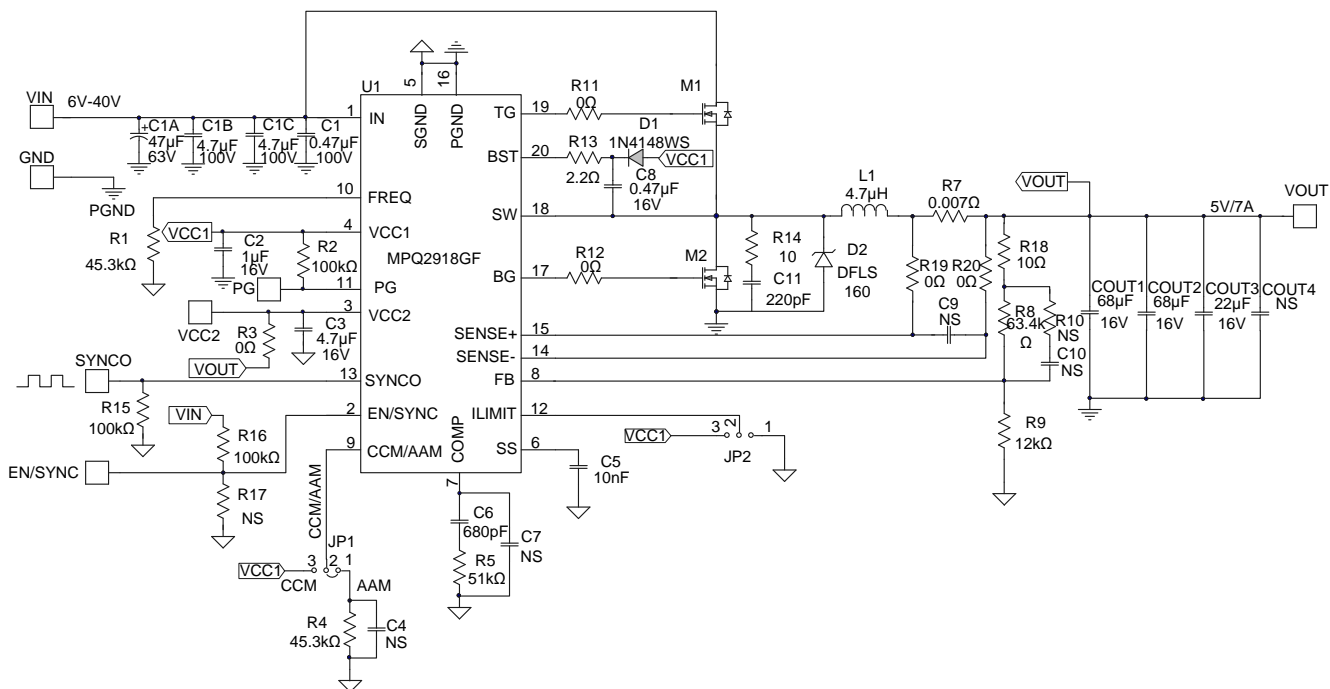 U1
M1
VIN
6V-40V
C1A
47µF
63V
C1B
4.7µF
100V
C1C
4.7µF
100V
C1
0.47µF
100V
GND
PGND
5
16
SGND
PGND
1
IN
10
FREQ
4
VCC1
MPQ2918GF
11
PG
3
VCC2
13
SYNCO
2
EN/SYNC
9
CCM/AAM
COMP
7
TG
19
BST
20
SW
18
BG
17
SENSE+
15
SENSE-
14
FB
8
ILIMIT
12
SS
6
R11
0Ω
D1
1N4148WS
R13
2.2Ω
VCC1
C8
0.47µF
16V
L1
4.7µH
R7
0.007Ω
VOUT
VOUT
5V/7A
R1
45.3kΩ
VCC1
C2
1µF
16V
R2
100kΩ
PG
VCC2
R3
0Ω
C3
4.7µF
16V
VOUT
R12
0Ω
M2
R14
10
C11
220pF
D2
DFLS
160
R19
0Ω
R20
0Ω
C9
NS
R18
10Ω
R8
63.4k
Ω
R10
NS
C10
NS
COUT1
68µF
16V
COUT2
68µF
16V
COUT3
22µF
16V
COUT4
NS
R9
12kΩ
SYNCO
R15
100kΩ
VIN
R16
100kΩ
EN/SYNC
R17
NS
CCM/AAM
VCC1
3
2
1
JP2
C5
10nF
C6
680pF
R5
51kΩ
C7
NS
JP1
VCC1
3
2
1
CCM
AAM
R4
45.3kΩ
C4
NS